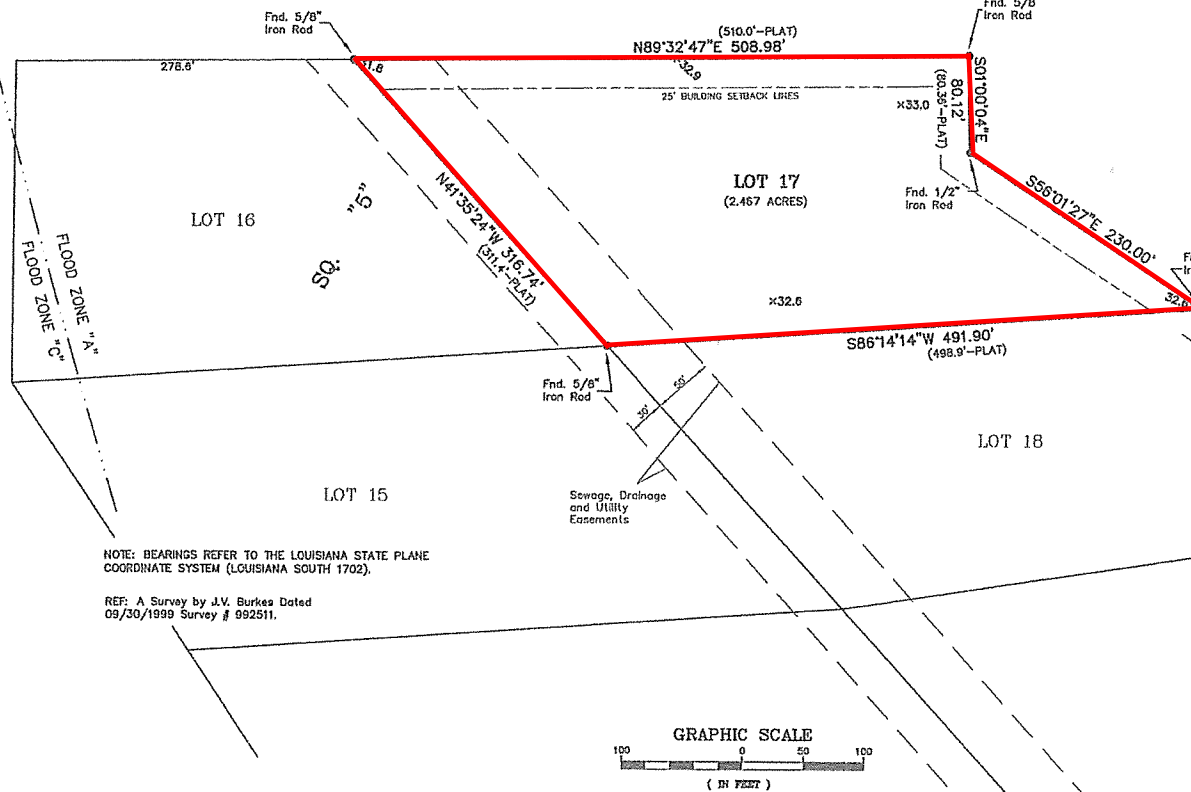 Fnd. 5/8"
Iron Rod
Fnd. 5/8
Iron Rod
(510.0'-PLAT)
N89°32'47"E 508.98'
278.6'
31.8
×32.9
25' BUILDING SETBACK LINES
×33.0
S01°00'04"E
80.12'
(80.36'-PLAT)
LOT 17
(2.467 ACRES)
Fnd. 1/2"
Iron Rod
S56°01'27"E 230.00'
LOT 16
SQ. "5"
N41°35'24"W 316.74'
(311.4'-PLAT)
FLOOD ZONE "A"
FLOOD ZONE "C"
×32.6
32.6
S86°14'14"W 491.90'
(498.9'-PLAT)
Fnd. 5/8"
Iron Rod
50'
30'
LOT 18
LOT 15
Sewage, Drainage
and Utility
Easements
NOTE: BEARINGS REFER TO THE LOUISIANA STATE PLANE
COORDINATE SYSTEM (LOUISIANA SOUTH 1702).
REF: A Survey by J.V. Burkes Dated
09/30/1999 Survey # 992511.
GRAPHIC SCALE
100 0 50 100
( IN FEET )